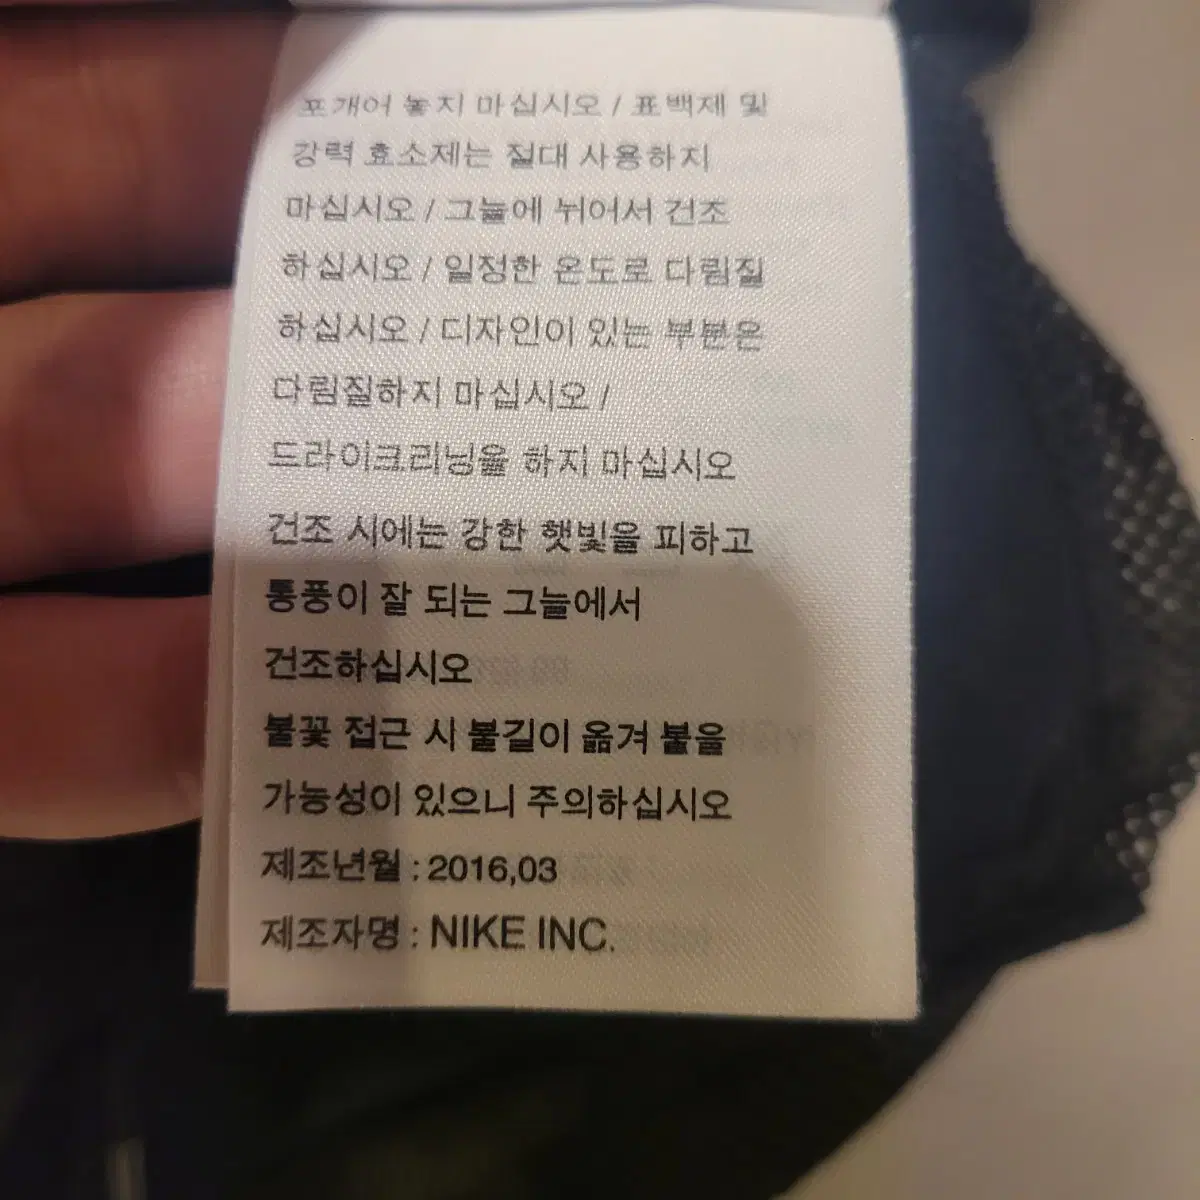 포개어 놓지 마십시오 / 표백제 및
강력 효소제는 절대 사용하지
마십시오 / 그늘에 뉘어서 건조
하십시오 / 일정한 온도로 다림질
하십시오 / 디자인이 있는 부분은
다림질하지 마십시오 /
드라이크리닝을 하지 마십시오
건조 시에는 강한 햇빛을 피하고
통풍이 잘 되는 그늘에서
건조하십시오
불꽃 접근 시 불길이 옮겨 붙을
가능성이 있으니 주의하십시오
제조년월 : 2016,03
제조자명 : NIKE INC.